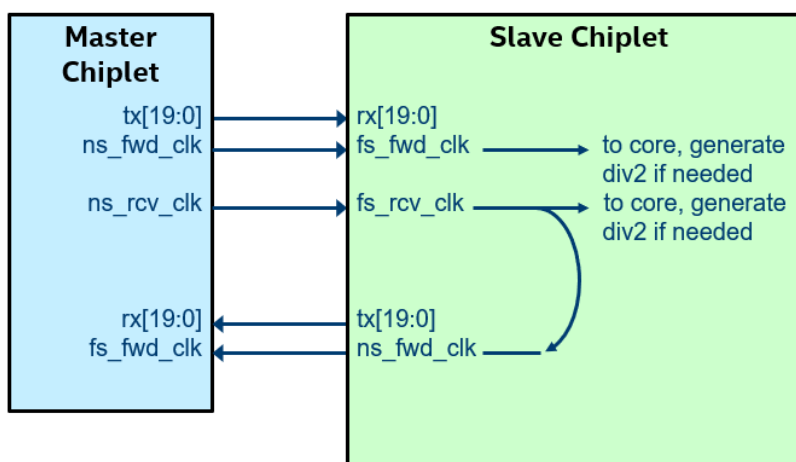 Master
Chiplet
Slave Chiplet
tx[19:0]
rx[19:0]
ns_fwd_clk
fs_fwd_clk
to core, generate
div2 if needed
ns_rcv_clk
fs_rcv_clk
to core, generate
div2 if needed
rx[19:0]
tx[19:0]
fs_fwd_clk
ns_fwd_clk